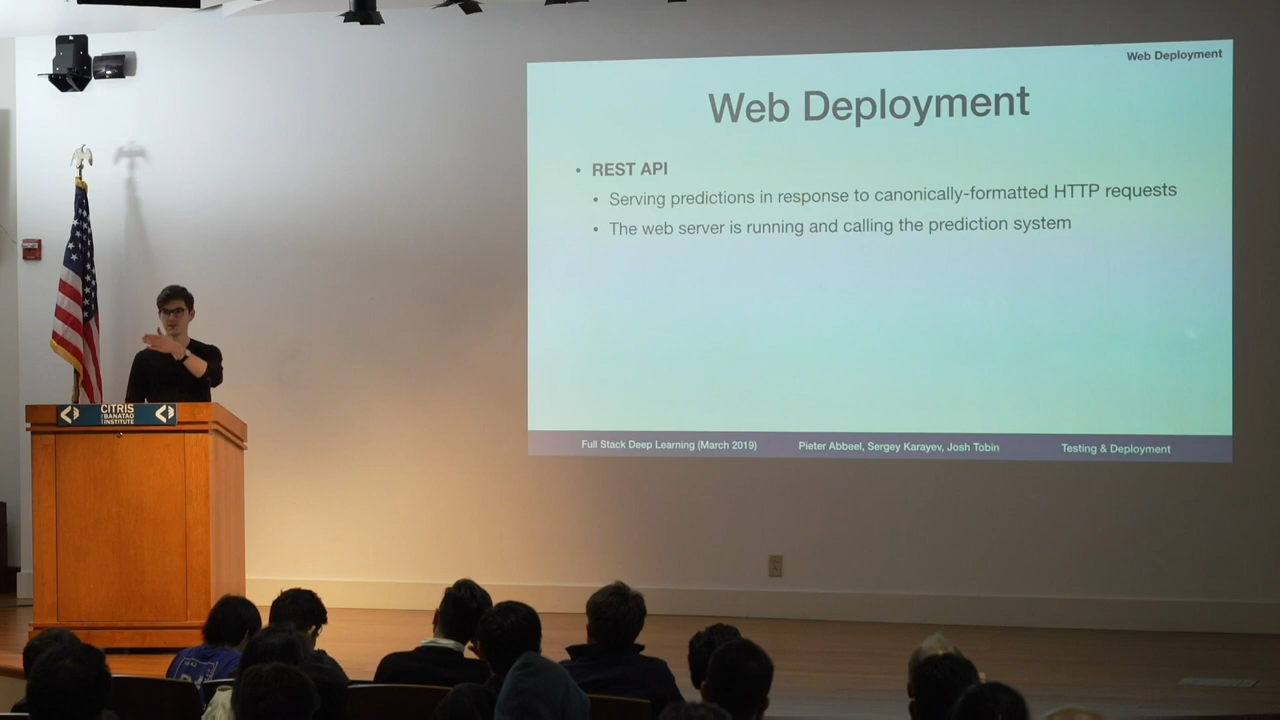 Web Deployment
Web Deployment
• REST API
• Serving predictions in response to canonically-formatted HTTP requests
• The web server is running and calling the prediction system
Full Stack Deep Learning (March 2019) Pieter Abbeel, Sergey Karayev, Josh Tobin Testing & Deployment
CITRIS
BANATAO
INSTITUTE